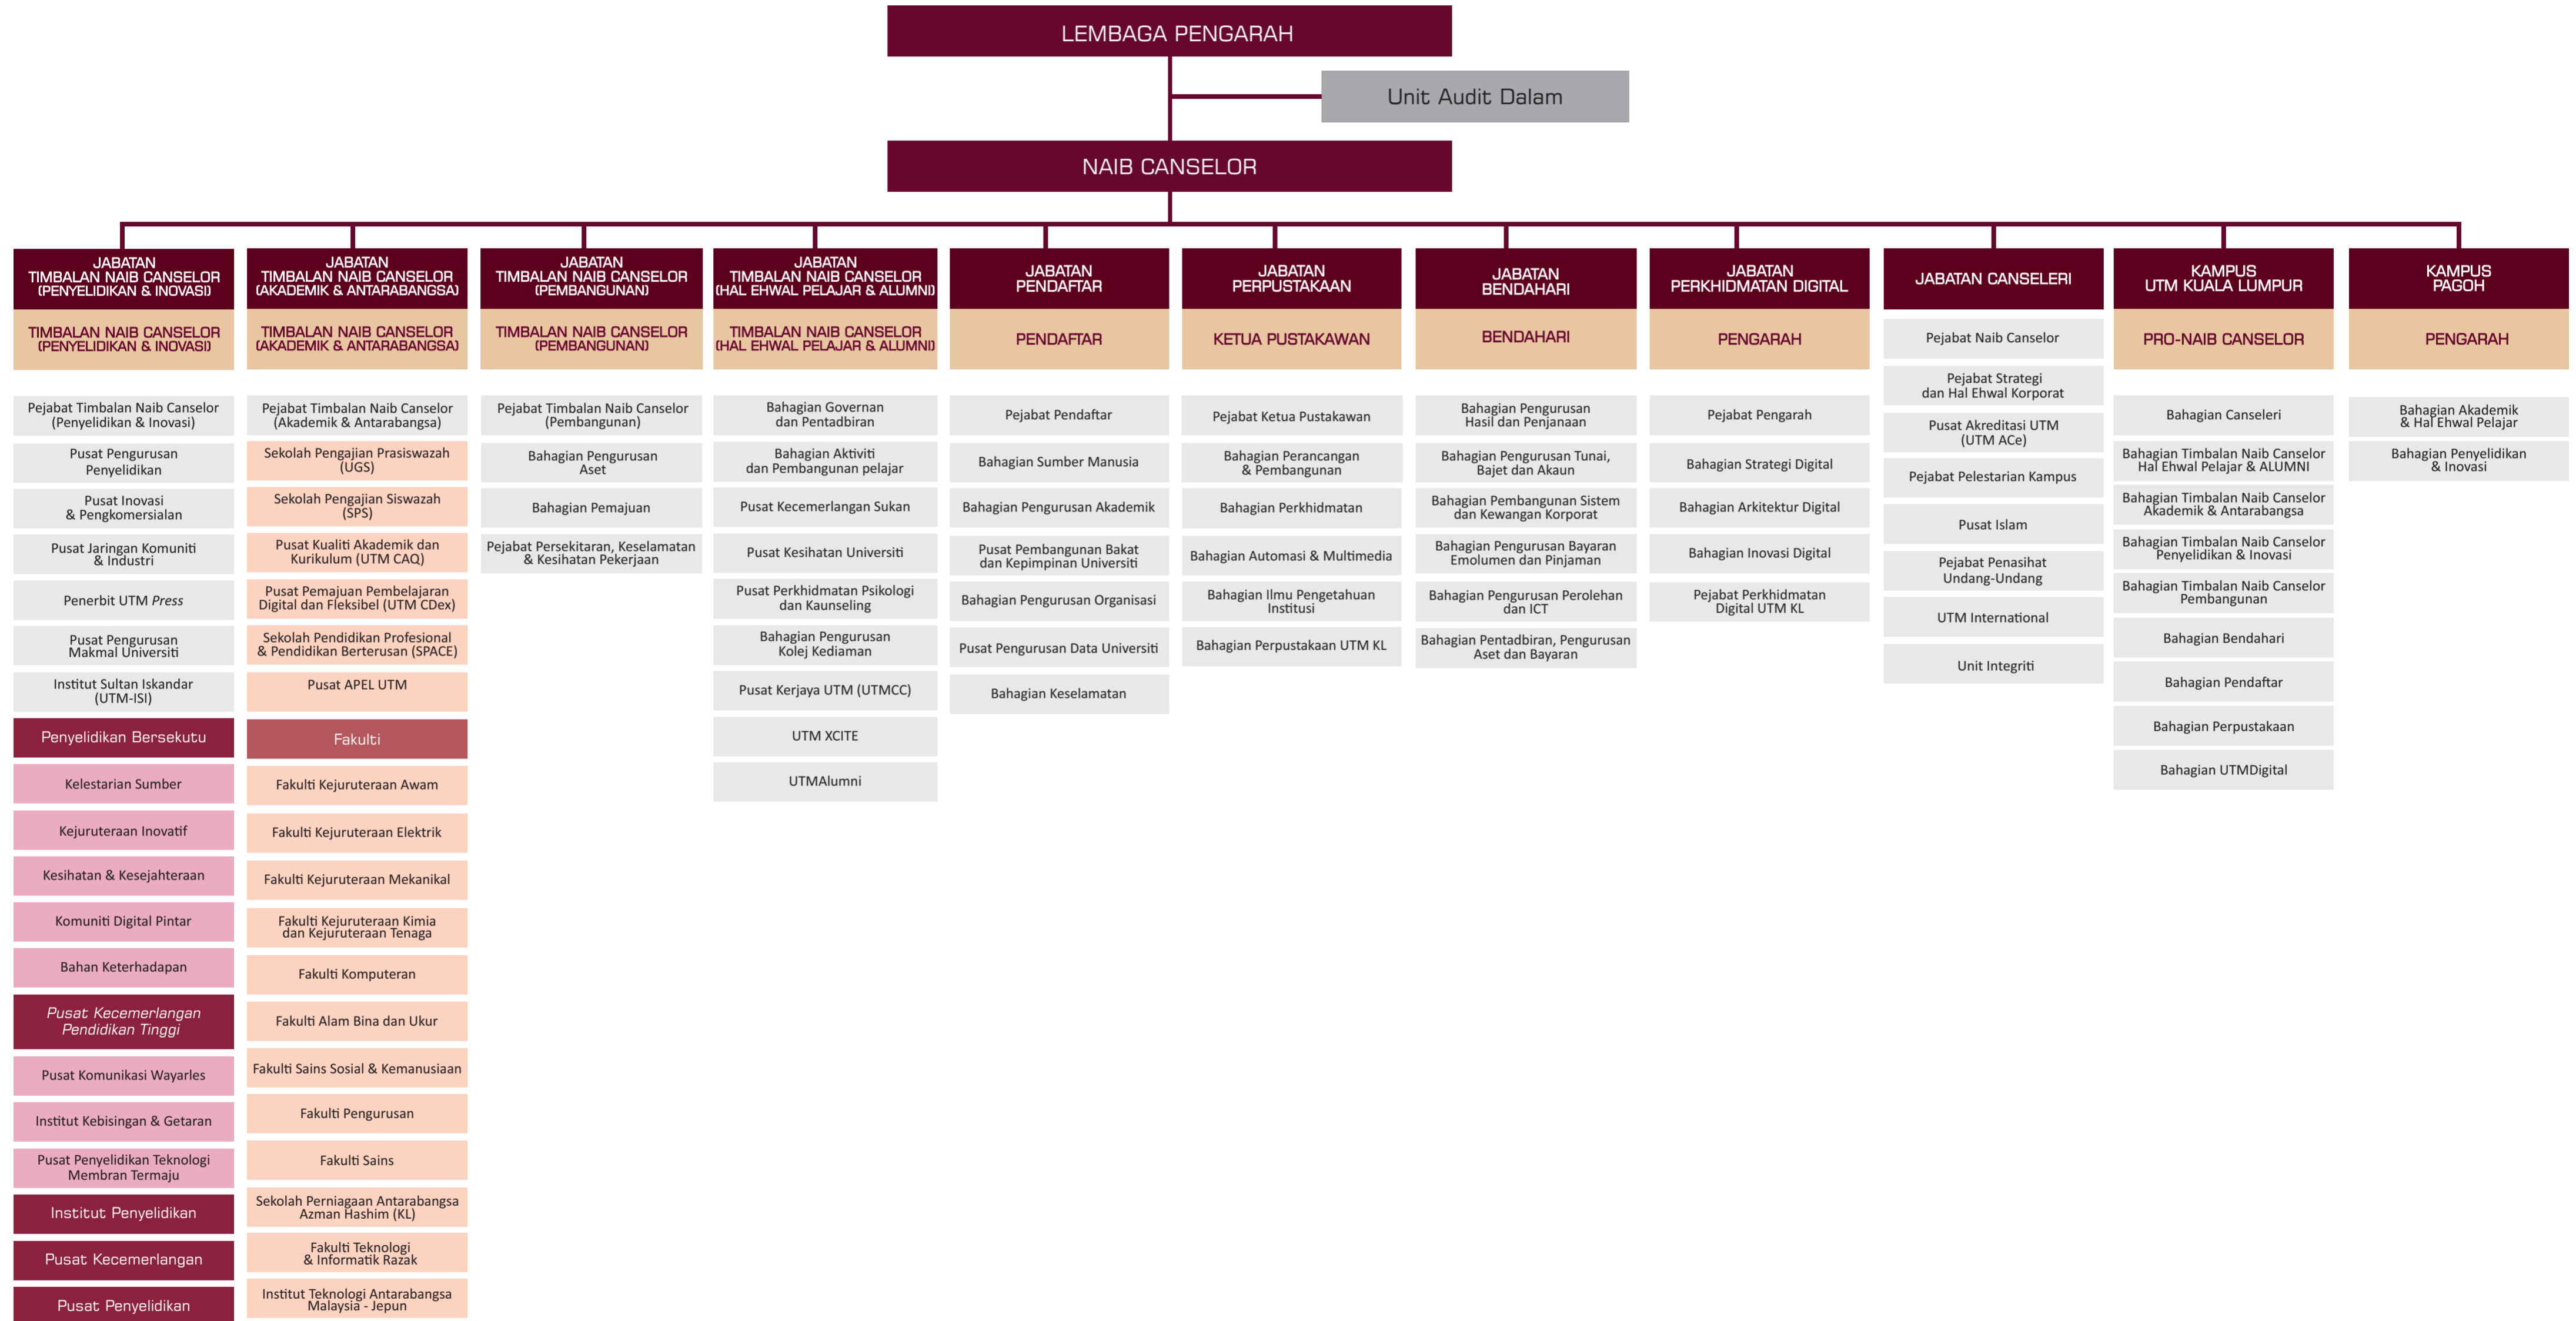 LEMBAGA PENGARAH
Unit Audit Dalam
NAIB CANSELOR
JABATAN
TIMBALAN NAIB CANSELOR
(PENYELIDIKAN & INOVASI)
TIMBALAN NAIB CANSELOR
(PENYELIDIKAN & INOVASI)
Pejabat Timbalan Naib Canselor
(Penyelidikan & Inovasi)
Pusat Pengurusan
Penyelidikan
Pusat Inovasi
& Pengkomersialan
Pusat Jaringan Komuniti
& Industri
Penerbit UTM Press
Pusat Pengurusan
Makmal Universiti
Institut Sultan Iskandar
(UTM-ISI)
Penyelidikan Bersekutu
Kelestarian Sumber
Kejuruteraan Inovatif
Kesihatan & Kesejahteraan
Komuniti Digital Pintar
Bahan Keterhadapan
Pusat Kecemerlangan
Pendidikan Tinggi
Pusat Komunikasi Wayarles
Institut Kebisingan & Getaran
Pusat Penyelidikan Teknologi
Membran Termaju
Institut Penyelidikan
Pusat Kecemerlangan
Pusat Penyelidikan
JABATAN
TIMBALAN NAIB CANSELOR
(AKADEMIK & ANTARABANGSA)
TIMBALAN NAIB CANSELOR
(AKADEMIK & ANTARABANGSA)
Pejabat Timbalan Naib Canselor
(Akademik & Antarabangsa)
Sekolah Pengajian Prasiswazah
(UGS)
Sekolah Pengajian Siswazah
(SPS)
Pusat Kualiti Akademik dan
Kurikulum (UTM CAQ)
Pusat Pemajuan Pembelajaran
Digital dan Fleksibel (UTM CDex)
Sekolah Pendidikan Profesional
& Pendidikan Berterusan (SPACE)
Pusat APEL UTM
Fakulti
Fakulti Kejuruteraan Awam
Fakulti Kejuruteraan Elektrik
Fakulti Kejuruteraan Mekanikal
Fakulti Kejuruteraan Kimia
dan Kejuruteraan Tenaga
Fakulti Komputeran
Fakulti Alam Bina dan Ukur
Fakulti Sains Sosial & Kemanusiaan
Fakulti Pengurusan
Fakulti Sains
Sekolah Perniagaan Antarabangsa
Azman Hashim (KL)
Fakulti Teknologi
& Informatik Razak
Institut Teknologi Antarabangsa
Malaysia - Jepun
JABATAN
TIMBALAN NAIB CANSELOR
(PEMBANGUNAN)
TIMBALAN NAIB CANSELOR
(PEMBANGUNAN)
Pejabat Timbalan Naib Canselor
(Pembangunan)
Bahagian Pengurusan
Aset
Bahagian Pemajuan
Pejabat Persekitaran, Keselamatan
& Kesihatan Pekerjaan
JABATAN
TIMBALAN NAIB CANSELOR
(HAL EHWAL PELAJAR & ALUMNI)
TIMBALAN NAIB CANSELOR
(HAL EHWAL PELAJAR & ALUMNI)
Bahagian Governan
dan Pentadbiran
Bahagian Aktiviti
dan Pembangunan pelajar
Pusat Kecemerlangan Sukan
Pusat Kesihatan Universiti
Pusat Perkhidmatan Psikologi
dan Kaunseling
Bahagian Pengurusan
Kolej Kediaman
Pusat Kerjaya UTM (UTMCC)
UTM XCITE
UTMAlumni
JABATAN
PENDAFTAR
PENDAFTAR
Pejabat Pendaftar
Bahagian Sumber Manusia
Bahagian Pengurusan Akademik
Pusat Pembangunan Bakat
dan Kepimpinan Universiti
Bahagian Pengurusan Organisasi
Pusat Pengurusan Data Universiti
Bahagian Keselamatan
JABATAN
PERPUSTAKAAN
KETUA PUSTAKAWAN
Pejabat Ketua Pustakawan
Bahagian Perancangan
& Pembangunan
Bahagian Perkhidmatan
Bahagian Automasi & Multimedia
Bahagian Ilmu Pengetahuan
Institusi
Bahagian Perpustakaan UTM KL
JABATAN
BENDAHARI
BENDAHARI
Bahagian Pengurusan
Hasil dan Penjanaan
Bahagian Pengurusan Tunai,
Bajet dan Akaun
Bahagian Pembangunan Sistem
dan Kewangan Korporat
Bahagian Pengurusan Bayaran
Emolumen dan Pinjaman
Bahagian Pengurusan Perolehan
dan ICT
Bahagian Pentadbiran, Pengurusan
Aset dan Bayaran
JABATAN
PERKHIDMATAN DIGITAL
PENGARAH
Pejabat Pengarah
Bahagian Strategi Digital
Bahagian Arkitektur Digital
Bahagian Inovasi Digital
Pejabat Perkhidmatan
Digital UTM KL
JABATAN CANSELERI
Pejabat Naib Canselor
Pejabat Strategi
dan Hal Ehwal Korporat
Pusat Akreditasi UTM
(UTM ACe)
Pejabat Pelestarian Kampus
Pusat Islam
Pejabat Penasihat
Undang-Undang
UTM International
Unit Integriti
KAMPUS
UTM KUALA LUMPUR
PRO-NAIB CANSELOR
Bahagian Canseleri
Bahagian Timbalan Naib Canselor
Hal Ehwal Pelajar & ALUMNI
Bahagian Timbalan Naib Canselor
Akademik & Antarabangsa
Bahagian Timbalan Naib Canselor
Penyelidikan & Inovasi
Bahagian Timbalan Naib Canselor
Pembangunan
Bahagian Bendahari
Bahagian Pendaftar
Bahagian Perpustakaan
Bahagian UTMDigital
KAMPUS
PAGOH
PENGARAH
Bahagian Akademik
& Hal Ehwal Pelajar
Bahagian Penyelidikan
& Inovasi